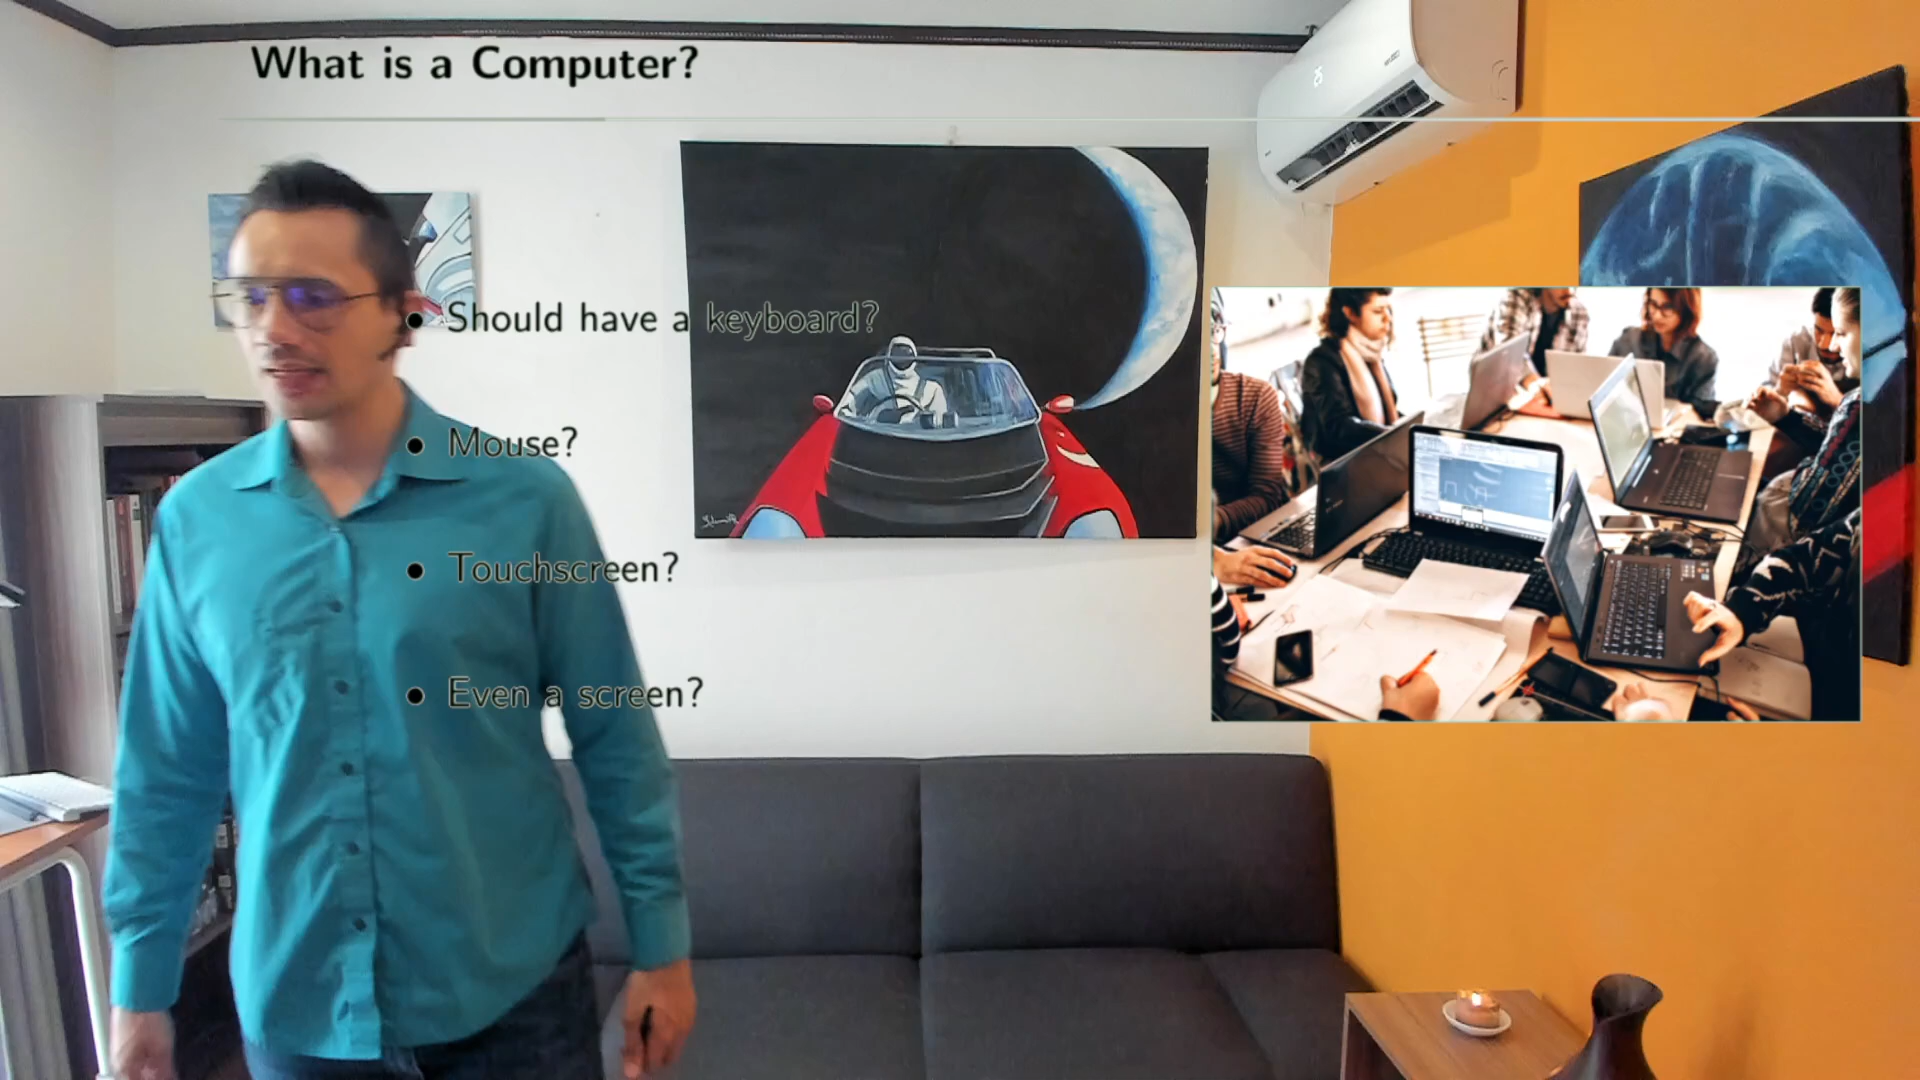 What is a Computer?
• Should have a keyboard?
• Mouse?
• Touchscreen?
• Even a screen?